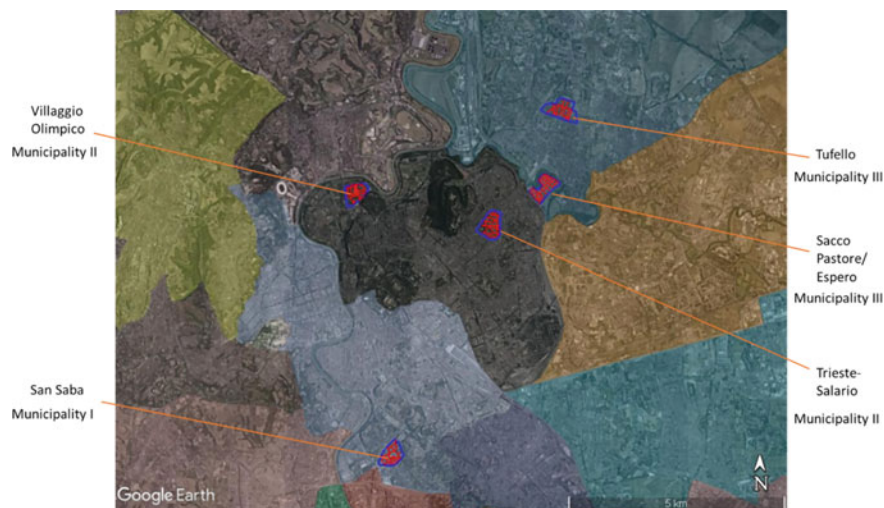 Villaggio
Olimpico
Municipality II
Tufello
Municipality III
Sacco
Pastore/
Espero
Municipality III
Trieste-
Salario
Municipality II
San Saba
Municipality I
N
Google Earth
5 km